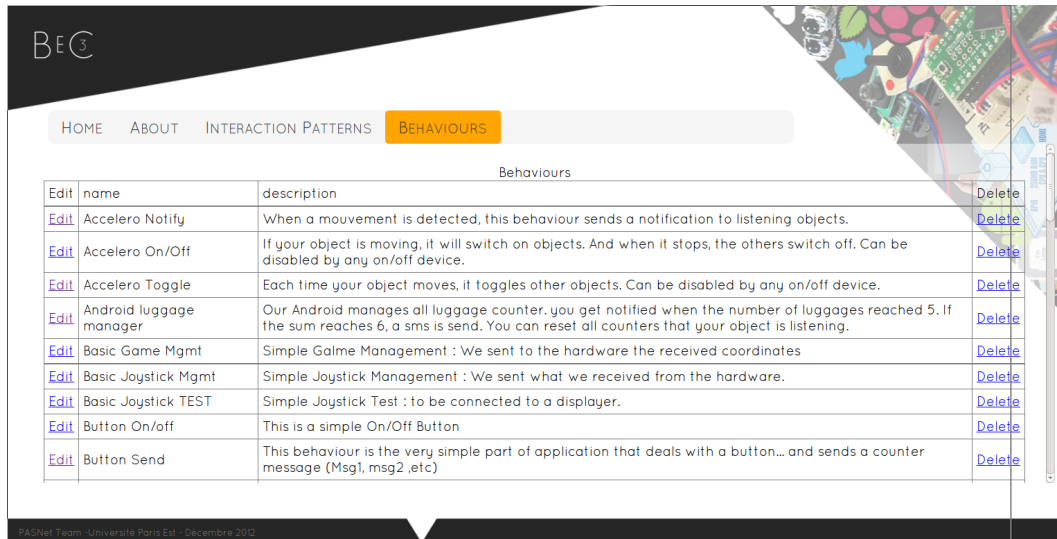 BeC3
Home About Interaction Patterns Behaviours
Behaviours
Edit name description Delete
Edit Accelero Notify When a mouvement is detected, this behaviour sends a notification to listening objects. Delete
Edit Accelero On/Off If your object is moving, it will switch on objects. And when it stops, the others switch off. Can be
disabled by any on/off device. Delete
Edit Accelero Toggle Each time your object moves, it toggles other objects. Can be disabled by any on/off device. Delete
Edit Android luggage Our Android manages all luggage counter. you get notified when the number of luggages reached 5. If
manager the sum reaches 6, a sms is send. You can reset all counters that your object is listening. Delete
Edit Basic Game Mgmt Simple Galme Management : We sent to the hardware the received coordinates Delete
Edit Basic Joystick Mgmt Simple Joystick Management : We sent what we received from the hardware. Delete
Edit Basic Joystick TEST Simple Joystick Test : to be connected to a displayer. Delete
Edit Button On/off This is a simple On/Off Button Delete
Edit Button Send This behaviour is the very simple part of application that deals with a button... and sends a counter
message (Msg1, msg2 ,etc) Delete
PASNet Team -Université Paris Est - Décembre 2012